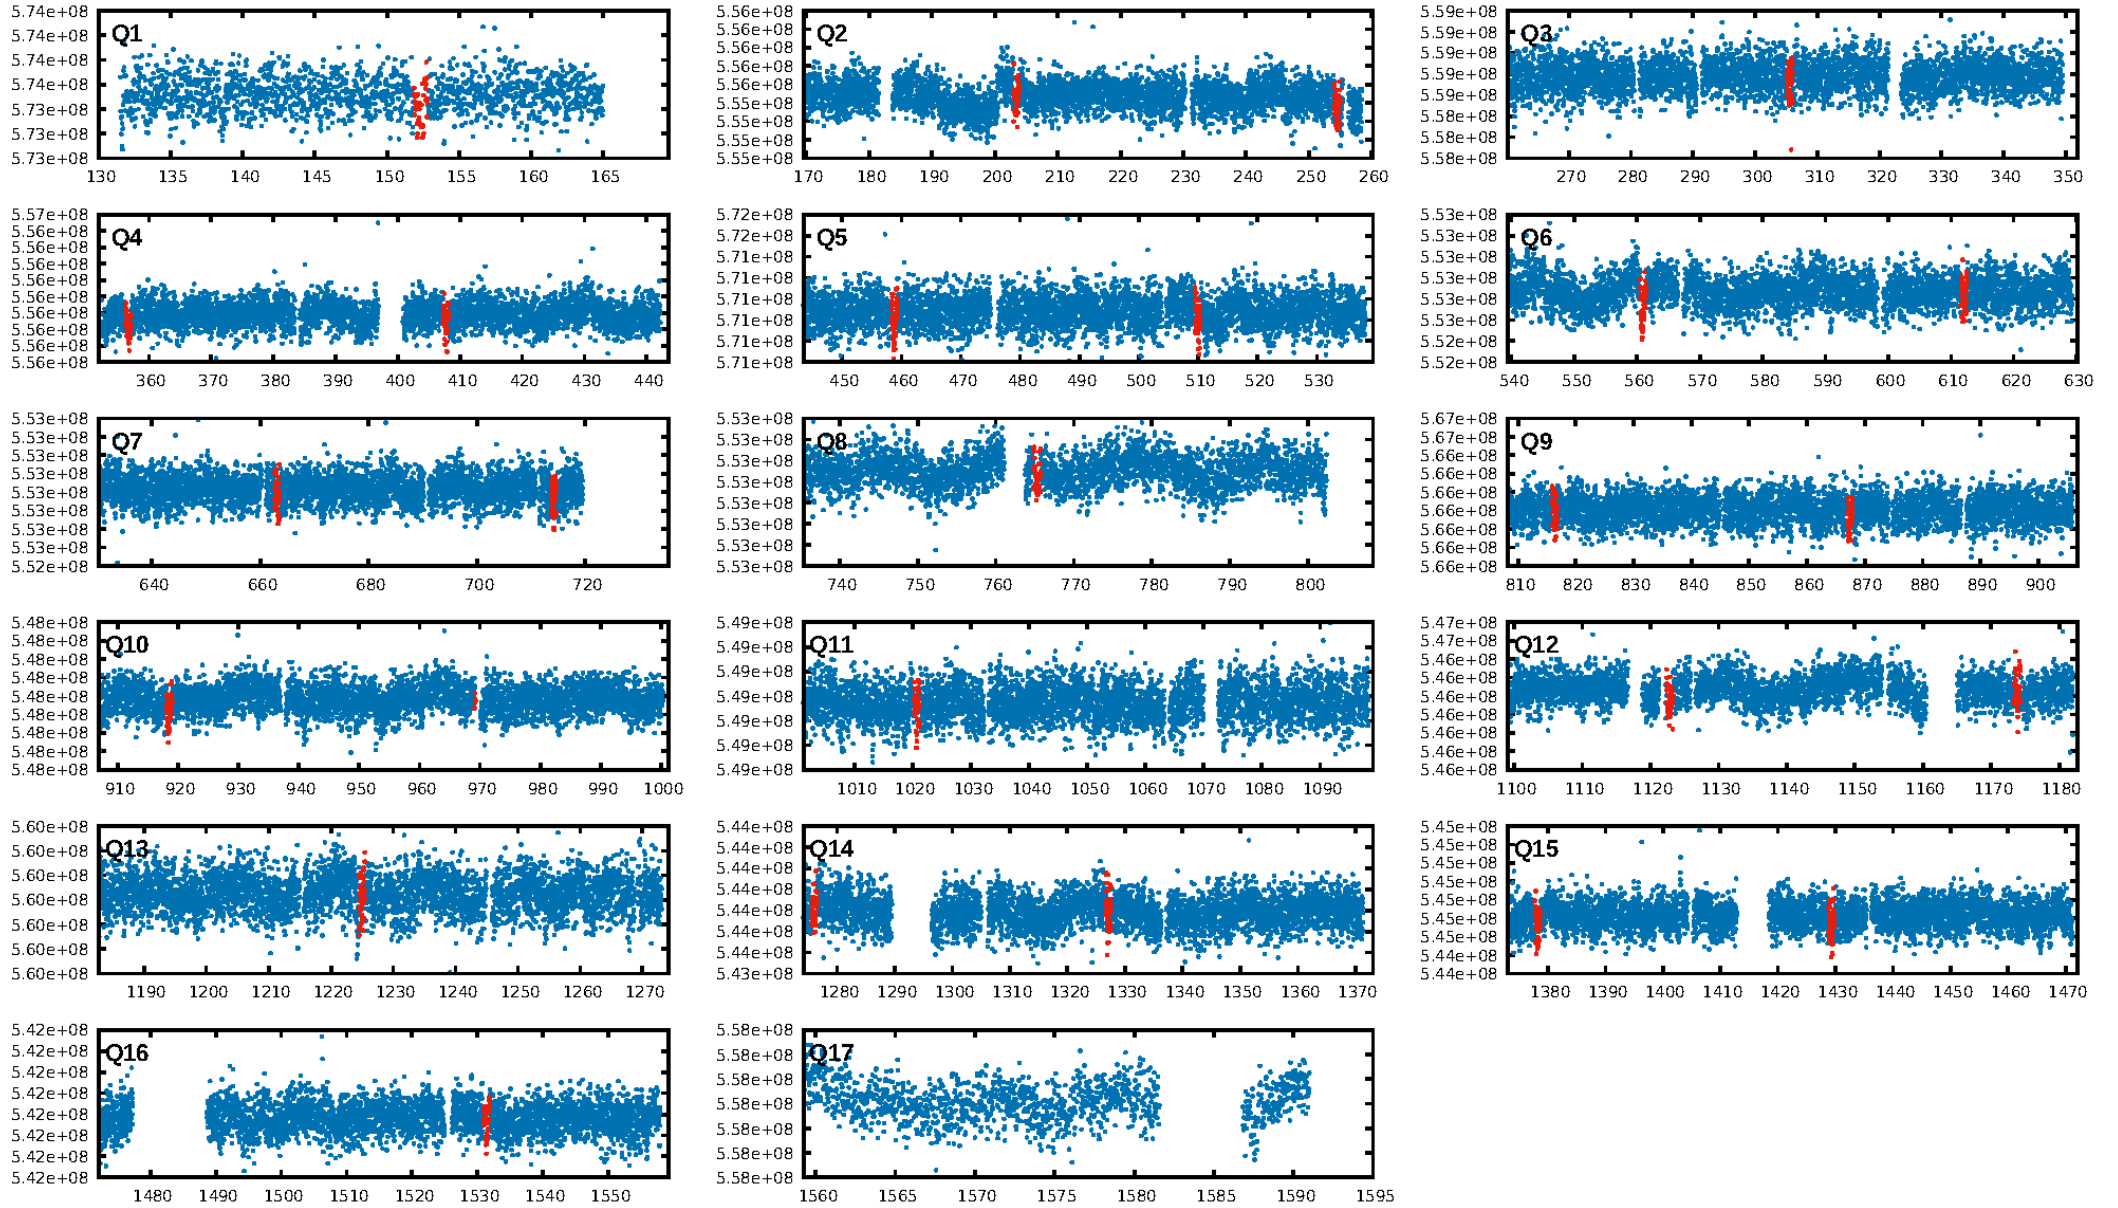 5.74e+08 5.74e+08 5.74e+08 5.74e+08 5.73e+08 5.73e+08 5.73e+08
Q1
130 135 140 145 150 155 160 165
5.56e+08 5.56e+08 5.56e+08 5.56e+08 5.56e+08 5.55e+08 5.55e+08 5.55e+08 5.55e+08
Q2
170 180 190 200 210 220 230 240 250 260
5.59e+08 5.59e+08 5.59e+08 5.59e+08 5.59e+08 5.58e+08 5.58e+08 5.58e+08
Q3
270 280 290 300 310 320 330 340 350
5.57e+08 5.56e+08 5.56e+08 5.56e+08 5.56e+08 5.56e+08 5.56e+08 5.56e+08 5.56e+08 5.56e+08
Q4
360 370 380 390 400 410 420 430 440
5.72e+08 5.72e+08 5.71e+08 5.71e+08 5.71e+08 5.71e+08 5.71e+08 5.71e+08
Q5
450 460 470 480 490 500 510 520 530
5.53e+08 5.53e+08 5.53e+08 5.53e+08 5.53e+08 5.53e+08 5.52e+08 5.52e+08
Q6
540 550 560 570 580 590 600 610 620 630
5.53e+08 5.53e+08 5.53e+08 5.53e+08 5.53e+08 5.53e+08 5.53e+08 5.53e+08 5.52e+08
Q7
640 660 680 700 720
5.53e+08 5.53e+08 5.53e+08 5.53e+08 5.53e+08 5.53e+08 5.53e+08 5.53e+08
Q8
740 750 760 770 780 790 800
5.67e+08 5.67e+08 5.66e+08 5.66e+08 5.66e+08 5.66e+08 5.66e+08 5.66e+08 5.66e+08
Q9
810 820 830 840 850 860 870 880 890 900
5.48e+08 5.48e+08 5.48e+08 5.48e+08 5.48e+08 5.48e+08 5.48e+08 5.48e+08 5.48e+08
Q10
910 920 930 940 950 960 970 980 990 1000
5.49e+08 5.49e+08 5.49e+08 5.49e+08 5.49e+08 5.49e+08 5.49e+08
Q11
1010 1020 1030 1040 1050 1060 1070 1080 1090
5.47e+08 5.47e+08 5.46e+08 5.46e+08 5.46e+08 5.46e+08 5.46e+08 5.46e+08 5.46e+08
Q12
1100 1110 1120 1130 1140 1150 1160 1170 1180
5.60e+08 5.60e+08 5.60e+08 5.60e+08 5.60e+08 5.60e+08 5.60e+08
Q13
1190 1200 1210 1220 1230 1240 1250 1260 1270
5.44e+08 5.44e+08 5.44e+08 5.44e+08 5.44e+08 5.44e+08 5.44e+08 5.43e+08
Q14
1280 1290 1300 1310 1320 1330 1340 1350 1360 1370
5.45e+08 5.45e+08 5.45e+08 5.45e+08 5.45e+08 5.45e+08 5.45e+08 5.44e+08 5.44e+08
Q15
1380 1390 1400 1410 1420 1430 1440 1450 1460 1470
5.42e+08 5.42e+08 5.42e+08 5.42e+08 5.42e+08 5.42e+08 5.42e+08 5.42e+08
Q16
1480 1490 1500 1510 1520 1530 1540 1550
5.58e+08 5.58e+08 5.58e+08 5.58e+08 5.58e+08 5.58e+08 5.58e+08
Q17
1560 1565 1570 1575 1580 1585 1590 1595